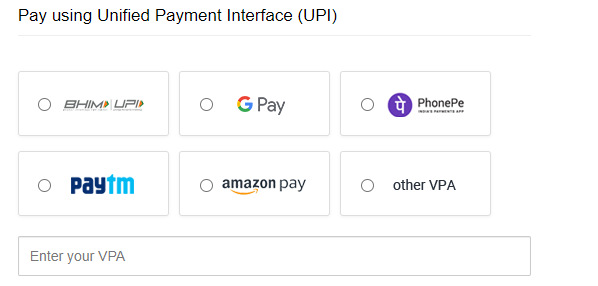 Pay using Unified Payment Interface (UPI)
BHIM UPI
G Pay
PhonePe
INDIA'S PAYMENTS APP
paytm
amazon pay
other VPA
Enter your VPA